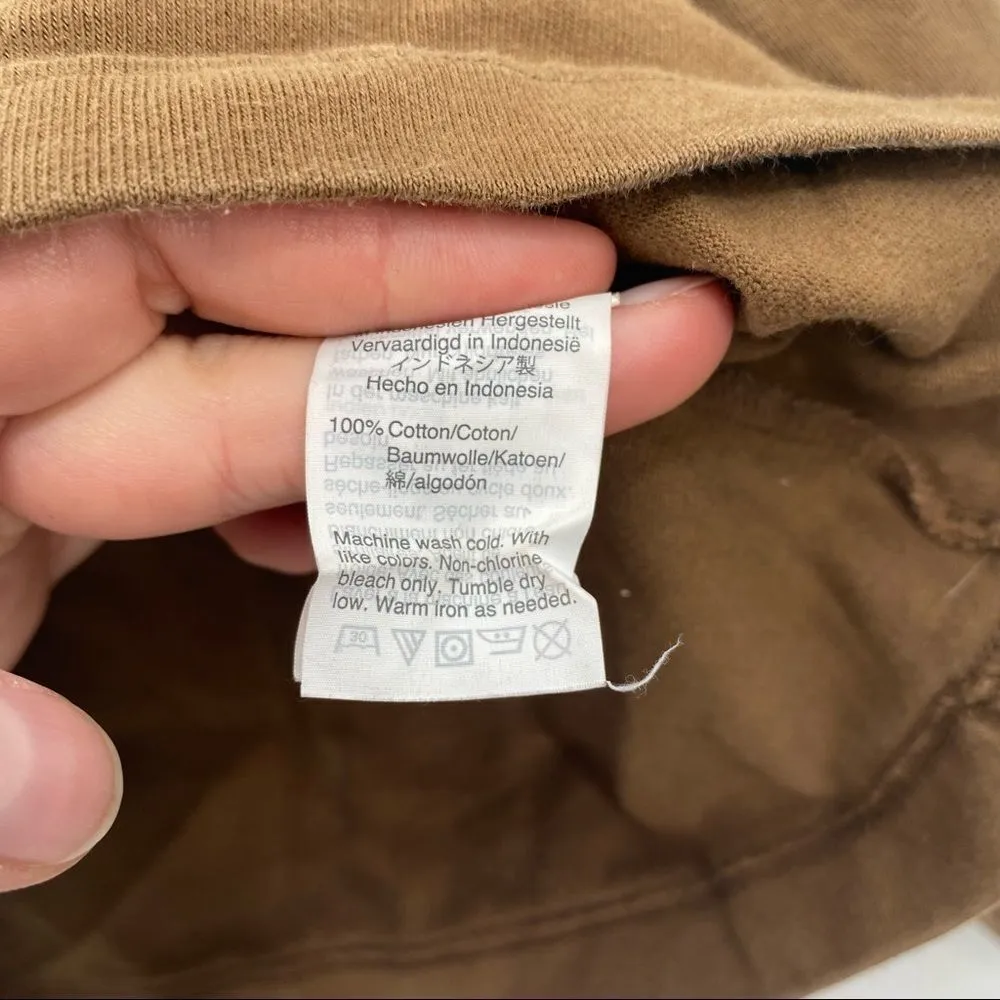 Hergestellt
Vervaardigd in Indonesië
インドネシア製
Hecho en Indonesia
100% Cotton/Coton/
Baumwolle/Katoen/
綿/algodón
Machine wash cold. With
like colors. Non-chlorine
bleach only. Tumble dry
low. Warm iron as needed.
30